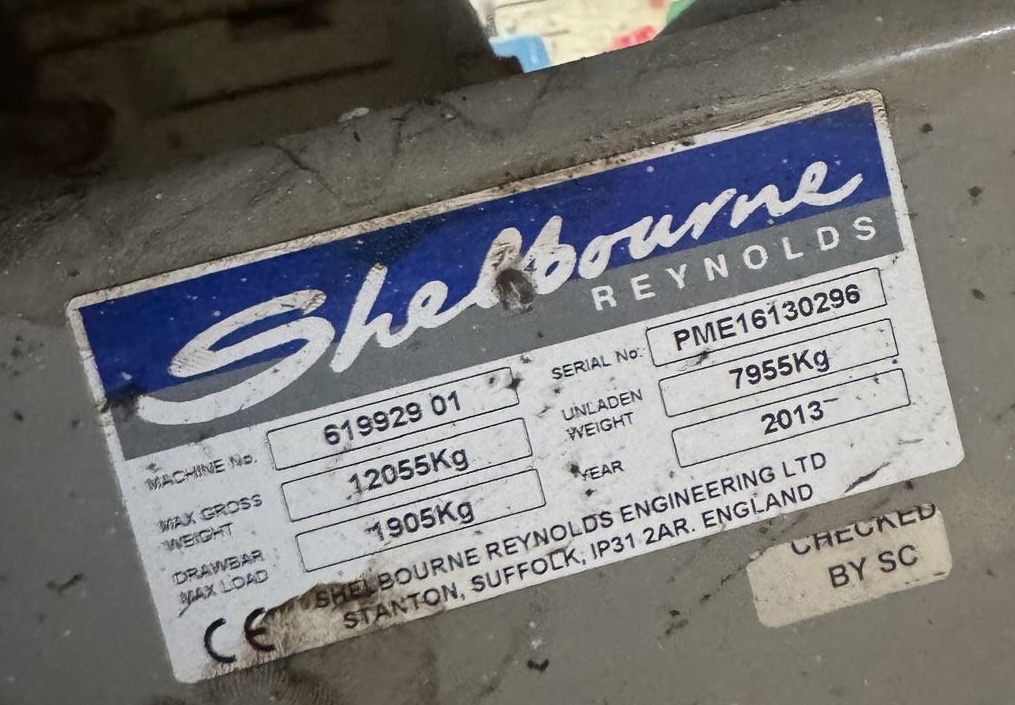 Shelbourne
REYNOLDS
MACHINE No. 619929 01
SERIAL No. PME16130296
MAX GROSS WEIGHT 12055Kg
UNLADEN WEIGHT 7955Kg
DRAWBAR MAX LOAD 1905Kg
YEAR 2013
SHELBOURNE REYNOLDS ENGINEERING LTD
STANTON, SUFFOLK, IP31 2AR. ENGLAND
CE
CHECKED
BY SC